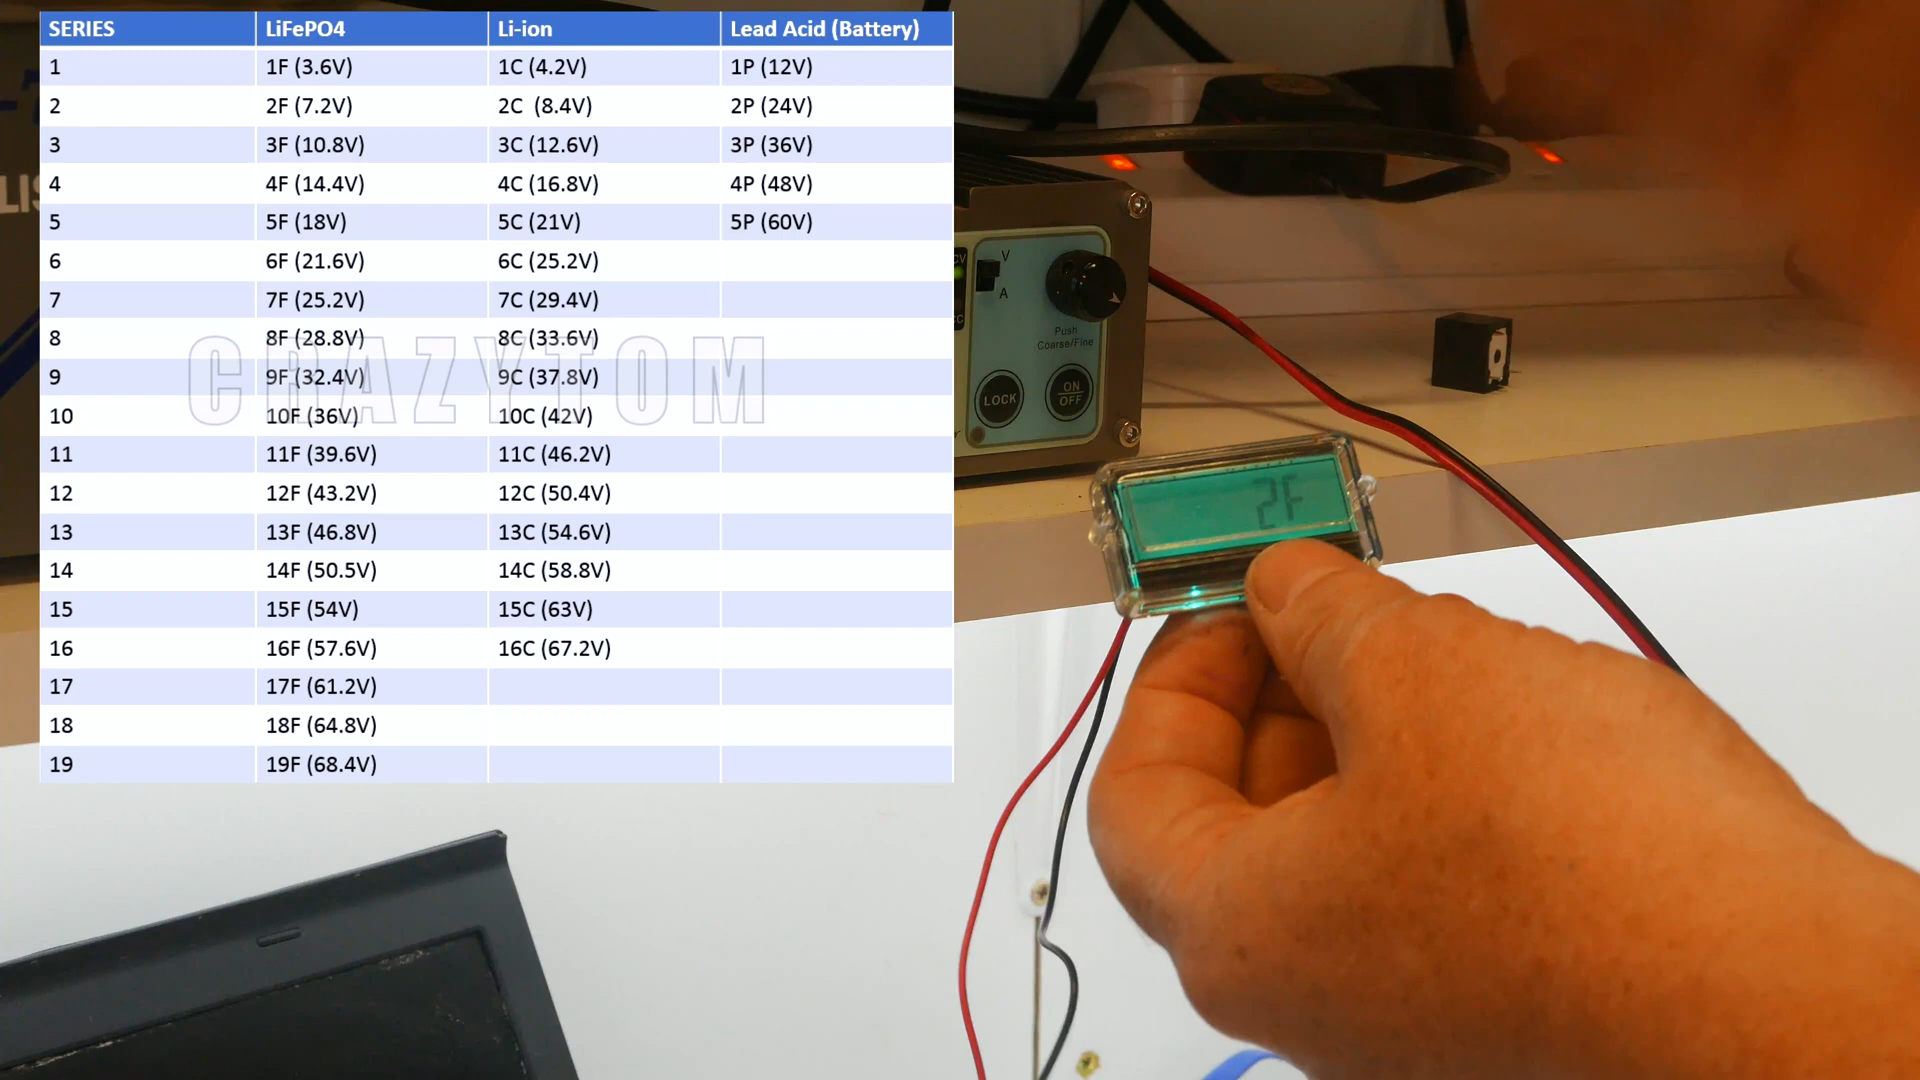 SERIES LiFePO4 Li-ion Lead Acid (Battery)
1 1F (3.6V) 1C (4.2V) 1P (12V)
2 2F (7.2V) 2C (8.4V) 2P (24V)
3 3F (10.8V) 3C (12.6V) 3P (36V)
4 4F (14.4V) 4C (16.8V) 4P (48V)
5 5F (18V) 5C (21V) 5P (60V)
6 6F (21.6V) 6C (25.2V)
7 7F (25.2V) 7C (29.4V)
8 8F (28.8V) 8C (33.6V)
9 9F (32.4V) 9C (37.8V)
10 10F (36V) 10C (42V)
11 11F (39.6V) 11C (46.2V)
12 12F (43.2V) 12C (50.4V)
13 13F (46.8V) 13C (54.6V)
14 14F (50.5V) 14C (58.8V)
15 15F (54V) 15C (63V)
16 16F (57.6V) 16C (67.2V)
17 17F (61.2V)
18 18F (64.8V)
19 19F (68.4V)
CRAZYTOM
V
A
Push
Coarse/Fine
LOCK
ON
OFF
2F